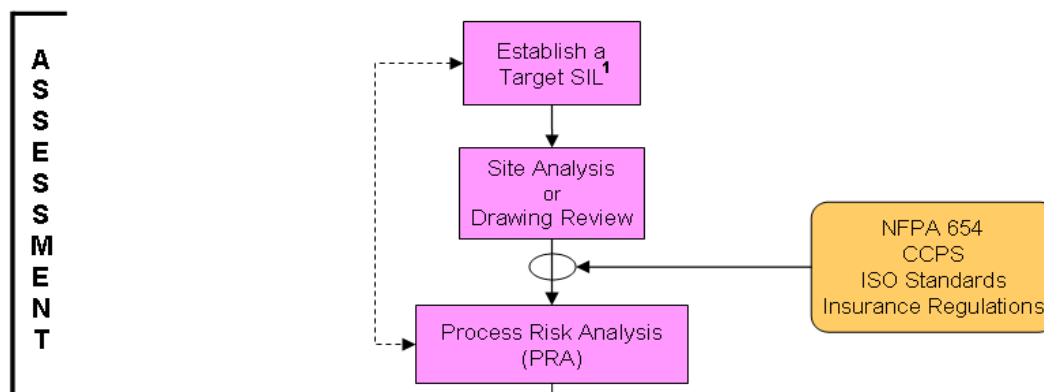 ASSESSMENT
Establish a
Target SIL¹
Site Analysis
or
Drawing Review
NFPA 654
CCPS
ISO Standards
Insurance Regulations
Process Risk Analysis
(PRA)